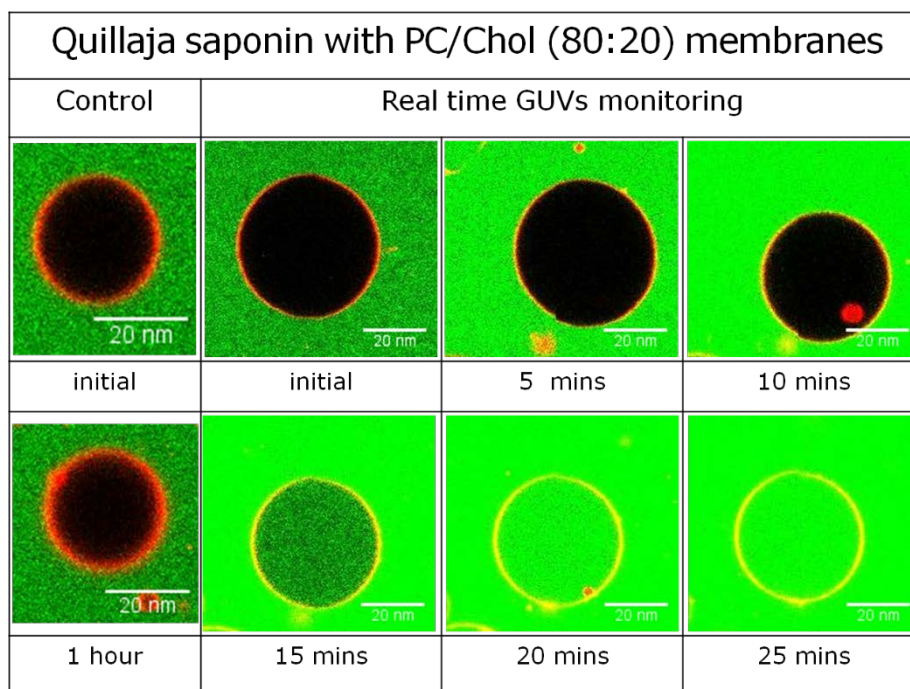 Quillaja saponin with PC/Chol (80:20) membranes
Control
Real time GUVs monitoring
20 nm
20 nm
20 nm
20 nm
initial
initial
5 mins
10 mins
20 nm
20 nm
20 nm
20 nm
1 hour
15 mins
20 mins
25 mins